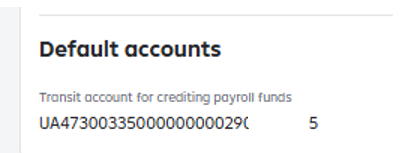 Default accounts
Transit account for crediting payroll funds
UA4730033500000000029 5